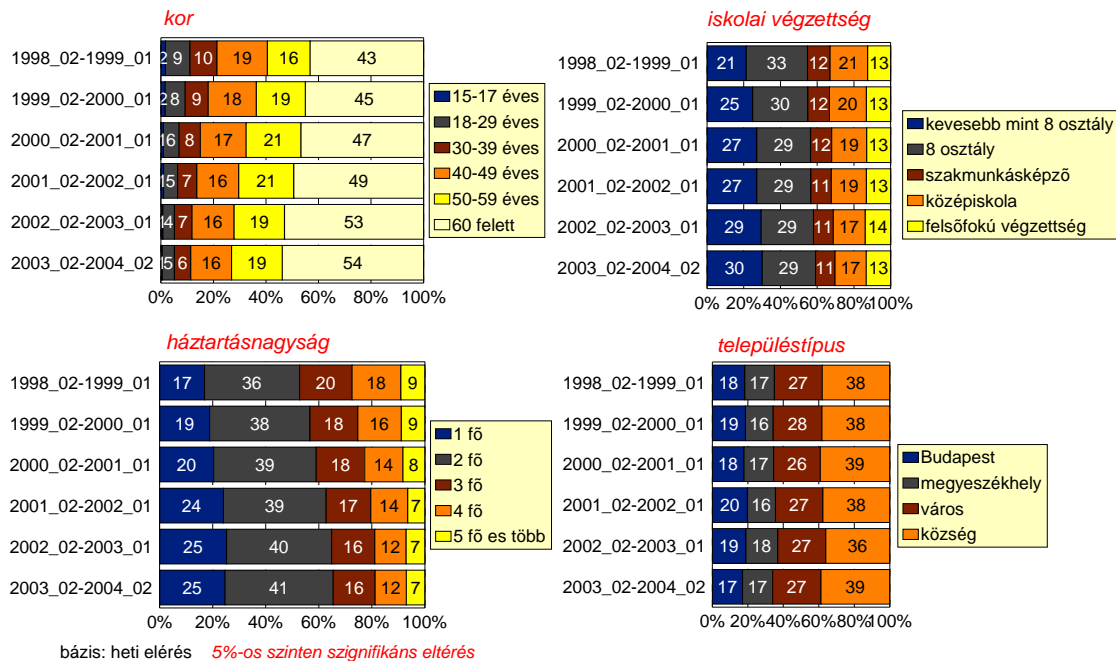 kor
1998_02-1999_01 2 9 10 19 16 43
1999_02-2000_01 2 8 9 18 19 45
2000_02-2001_01 1 6 8 17 21 47
2001_02-2002_01 1 5 7 16 21 49
2002_02-2003_01 1 4 7 16 19 53
2003_02-2004_02 1 5 6 16 19 54
0% 20% 40% 60% 80% 100%
15-17 éves
18-29 éves
30-39 éves
40-49 éves
50-59 éves
60 felett
iskolai végzettség
1998_02-1999_01 21 33 12 21 13
1999_02-2000_01 25 30 12 20 13
2000_02-2001_01 27 29 12 19 13
2001_02-2002_01 27 29 11 19 13
2002_02-2003_01 29 29 11 17 14
2003_02-2004_02 30 29 11 17 13
0% 20% 40% 60% 80% 100%
kevesebb mint 8 osztály
8 osztály
szakmunkásképzõ
középiskola
felsőfokú végzettség
háztartásnagyság
1998_02-1999_01 17 36 20 18 9
1999_02-2000_01 19 38 18 16 9
2000_02-2001_01 20 39 18 14 8
2001_02-2002_01 24 39 17 14 7
2002_02-2003_01 25 40 16 12 7
2003_02-2004_02 25 41 16 12 7
0% 20% 40% 60% 80% 100%
1 fõ
2 fõ
3 fõ
4 fõ
5 fõ es több
településtípus
1998_02-1999_01 18 17 27 38
1999_02-2000_01 19 16 28 38
2000_02-2001_01 18 17 26 39
2001_02-2002_01 20 16 27 38
2002_02-2003_01 19 18 27 36
2003_02-2004_02 17 17 27 39
0% 20% 40% 60% 80% 100%
Budapest
megyeszékhely
város
község
bázis: heti elérés 5%-os szinten szignifikáns eltérés